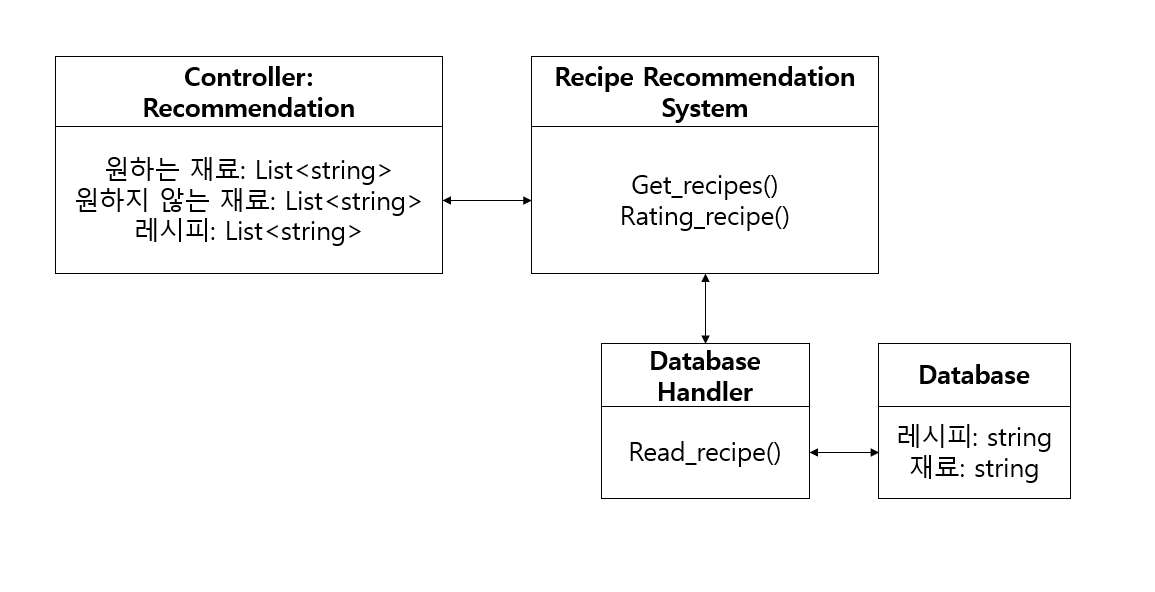 Controller:
Recommendation
원하는 재료: List<string>
원하지 않는 재료: List<string>
레시피: List<string>
Recipe Recommendation
System
Get_recipes()
Rating_recipe()
Database
Handler
Read_recipe()
Database
레시피: string
재료: string